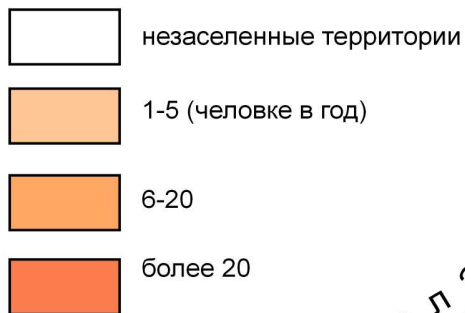 незаселенные территории
1-5 (человке в год)
6-20
более 20
л